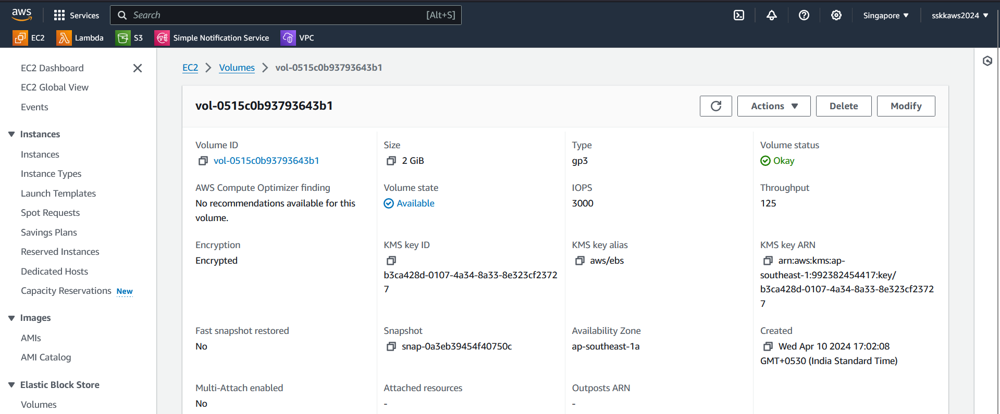 aws
Services
Search
[Alt+S]
Singapore
sskkaws2024
EC2
Lambda
S3
Simple Notification Service
VPC
EC2 Dashboard
EC2 Global View
Events
Instances
Instances
Instance Types
Launch Templates
Spot Requests
Savings Plans
Reserved Instances
Dedicated Hosts
Capacity Reservations New
Images
AMIs
AMI Catalog
Elastic Block Store
Volumes
EC2 > Volumes > vol-0515c0b93793643b1
vol-0515c0b93793643b1
Actions
Delete
Modify
Volume ID
vol-0515c0b93793643b1
Size
2 GiB
Type
gp3
Volume status
Okay
AWS Compute Optimizer finding
No recommendations available for this
volume.
Volume state
Available
IOPS
3000
Throughput
125
Encryption
Encrypted
KMS key ID
b3ca428d-0107-4a34-8a33-8e323cf2372
7
KMS key alias
aws/ebs
KMS key ARN
arn:aws:kms:ap-
southeast-1:992382454417:key/
b3ca428d-0107-4a34-8a33-8e323cf2372
7
Fast snapshot restored
No
Snapshot
snap-0a3eb39454f40750c
Availability Zone
ap-southeast-1a
Created
Wed Apr 10 2024 17:02:08
GMT+0530 (India Standard Time)
Multi-Attach enabled
No
Attached resources
-
Outposts ARN
-